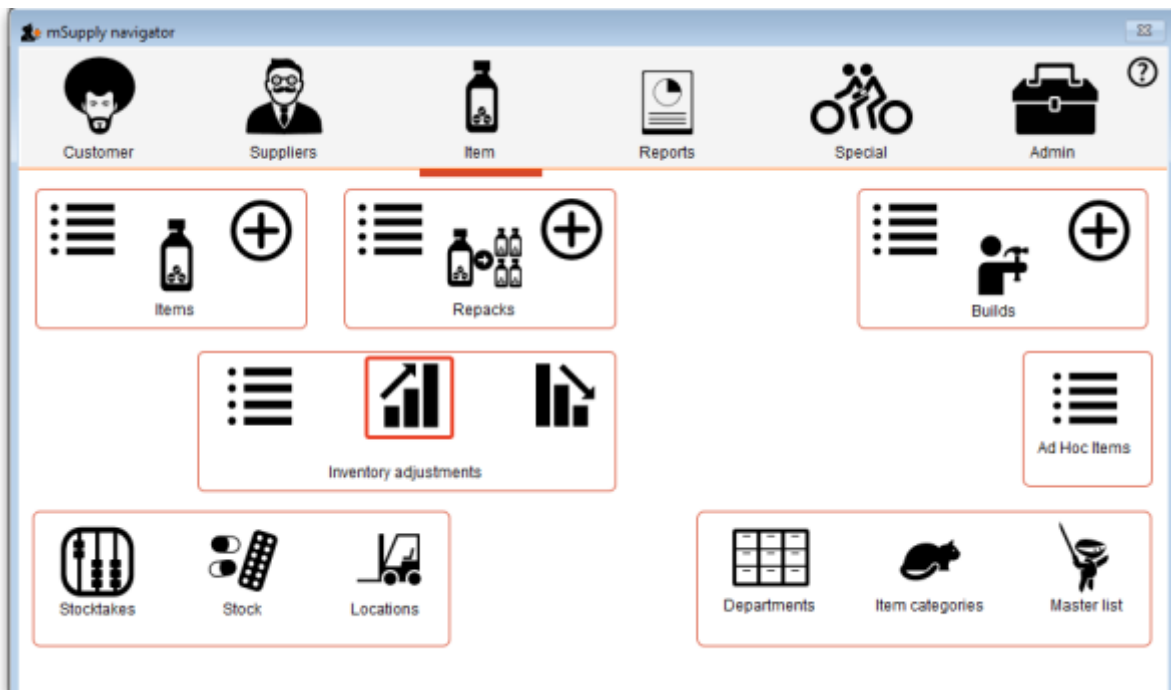 mSupply navigator
Customer
Suppliers
Item
Reports
Special
Admin
?
Items
Repacks
Builds
Inventory adjustments
Ad Hoc Items
Stocktakes
Stock
Locations
Departments
Item categories
Master list